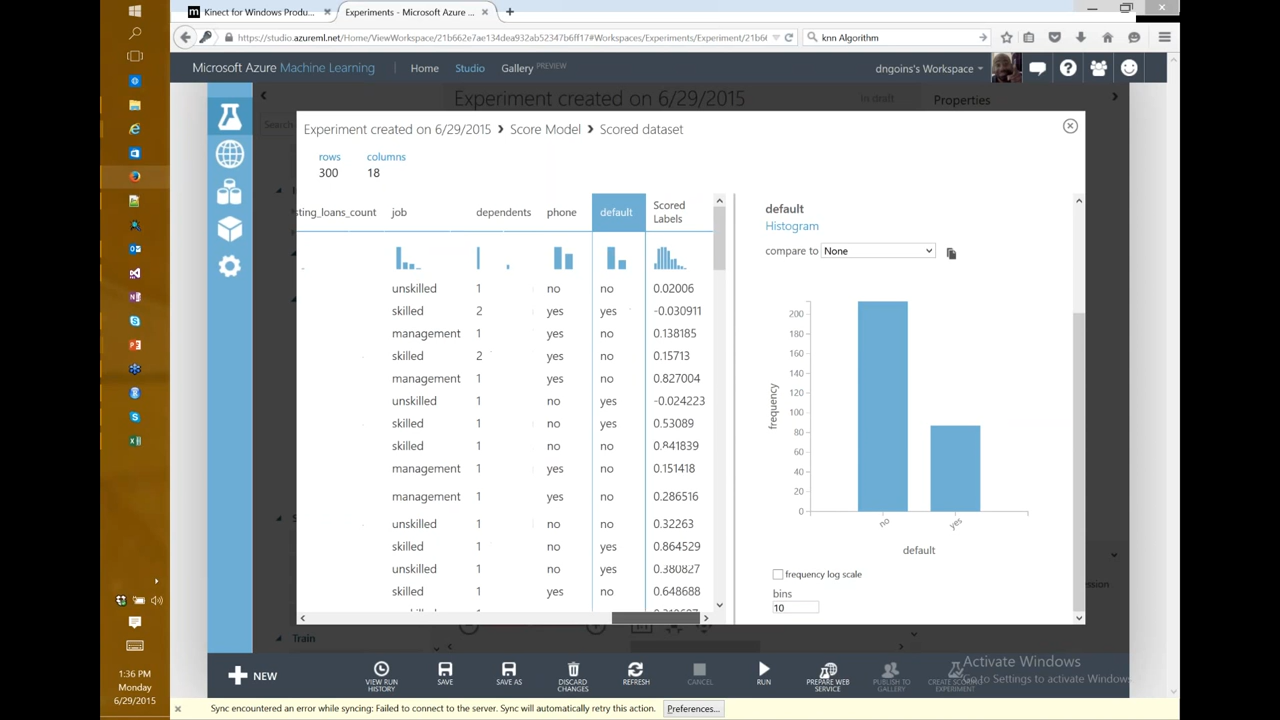 Kinect for Windows Produ...
Experiments - Microsoft Azure ...
https://studio.azureml.net/Home/ViewWorkspace/21b662e7ae134dea932ab52347b6ff17#Workspaces/Experiments/Experiment/21b66
knn Algorithm
Microsoft Azure Machine Learning
Home
Studio
Gallery PREVIEW
dngoins's Workspace
Experiment created on 6/29/2015
In draft
Properties
Search
Experiment created on 6/29/2015 > Score Model > Scored dataset
rows columns
300 18
sting_loans_count job dependents phone default Scored Labels
unskilled 1 no no 0.02006
skilled 2 yes yes -0.030911
management 1 yes no 0.138185
skilled 2 yes no 0.15713
management 1 yes no 0.827004
unskilled 1 no yes -0.024223
skilled 1 no yes 0.53089
skilled 1 no no 0.841839
management 1 yes no 0.151418
management 1 yes no 0.286516
unskilled 1 no no 0.32263
skilled 1 no yes 0.864529
unskilled 1 no yes 0.380827
skilled 1 yes no 0.648688
default
Histogram
compare to None
200
180
160
140
120
100
80
60
40
20
0
frequency
no
yes
default
frequency log scale
bins
10
Train
NEW
VIEW RUN HISTORY
SAVE
SAVE AS
DISCARD CHANGES
REFRESH
CANCEL
RUN
PREPARE WEB SERVICE
PUBLISH TO GALLERY
CREATE SCORING EXPERIMENT
Activate Windows
Go to Settings to activate Windows
1:36 PM
Monday
6/29/2015
Sync encountered an error while syncing: Failed to connect to the server. Sync will automatically retry this action.
Preferences...